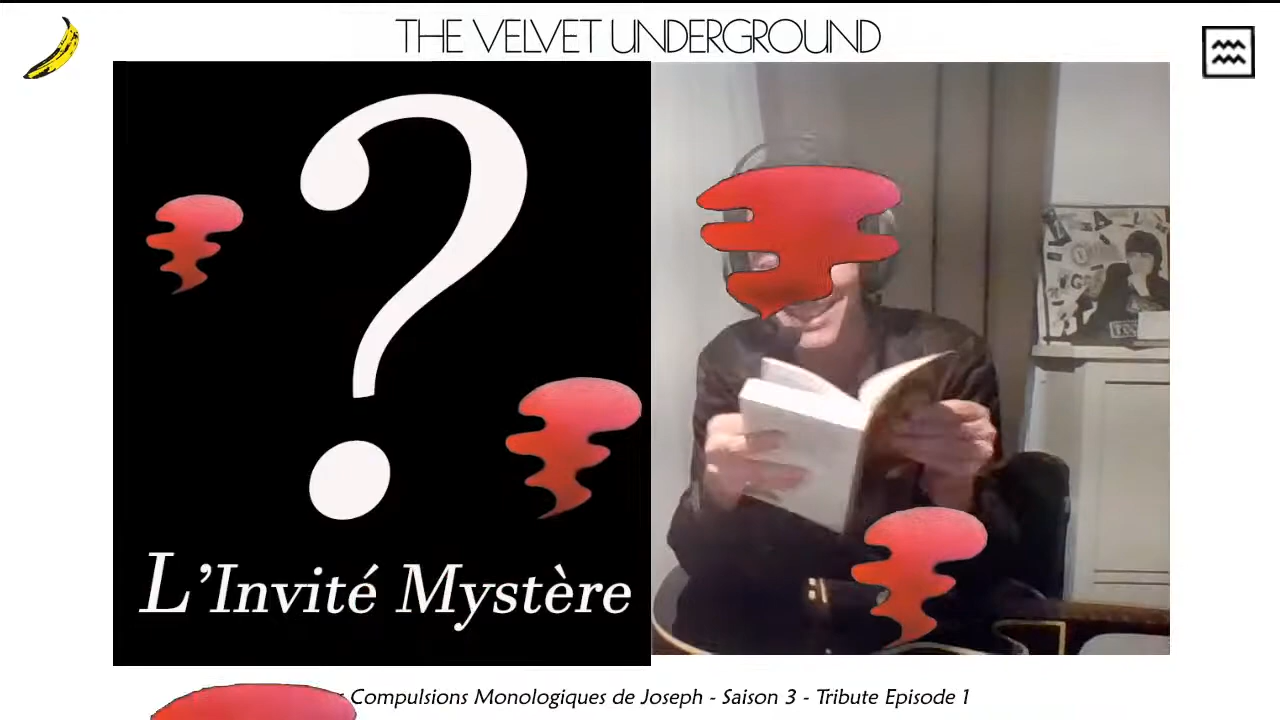 THE VELVET UNDERGROUND
L'Invité Mystère
Compulsions Monologiques de Joseph - Saison 3 - Tribute Episode 1